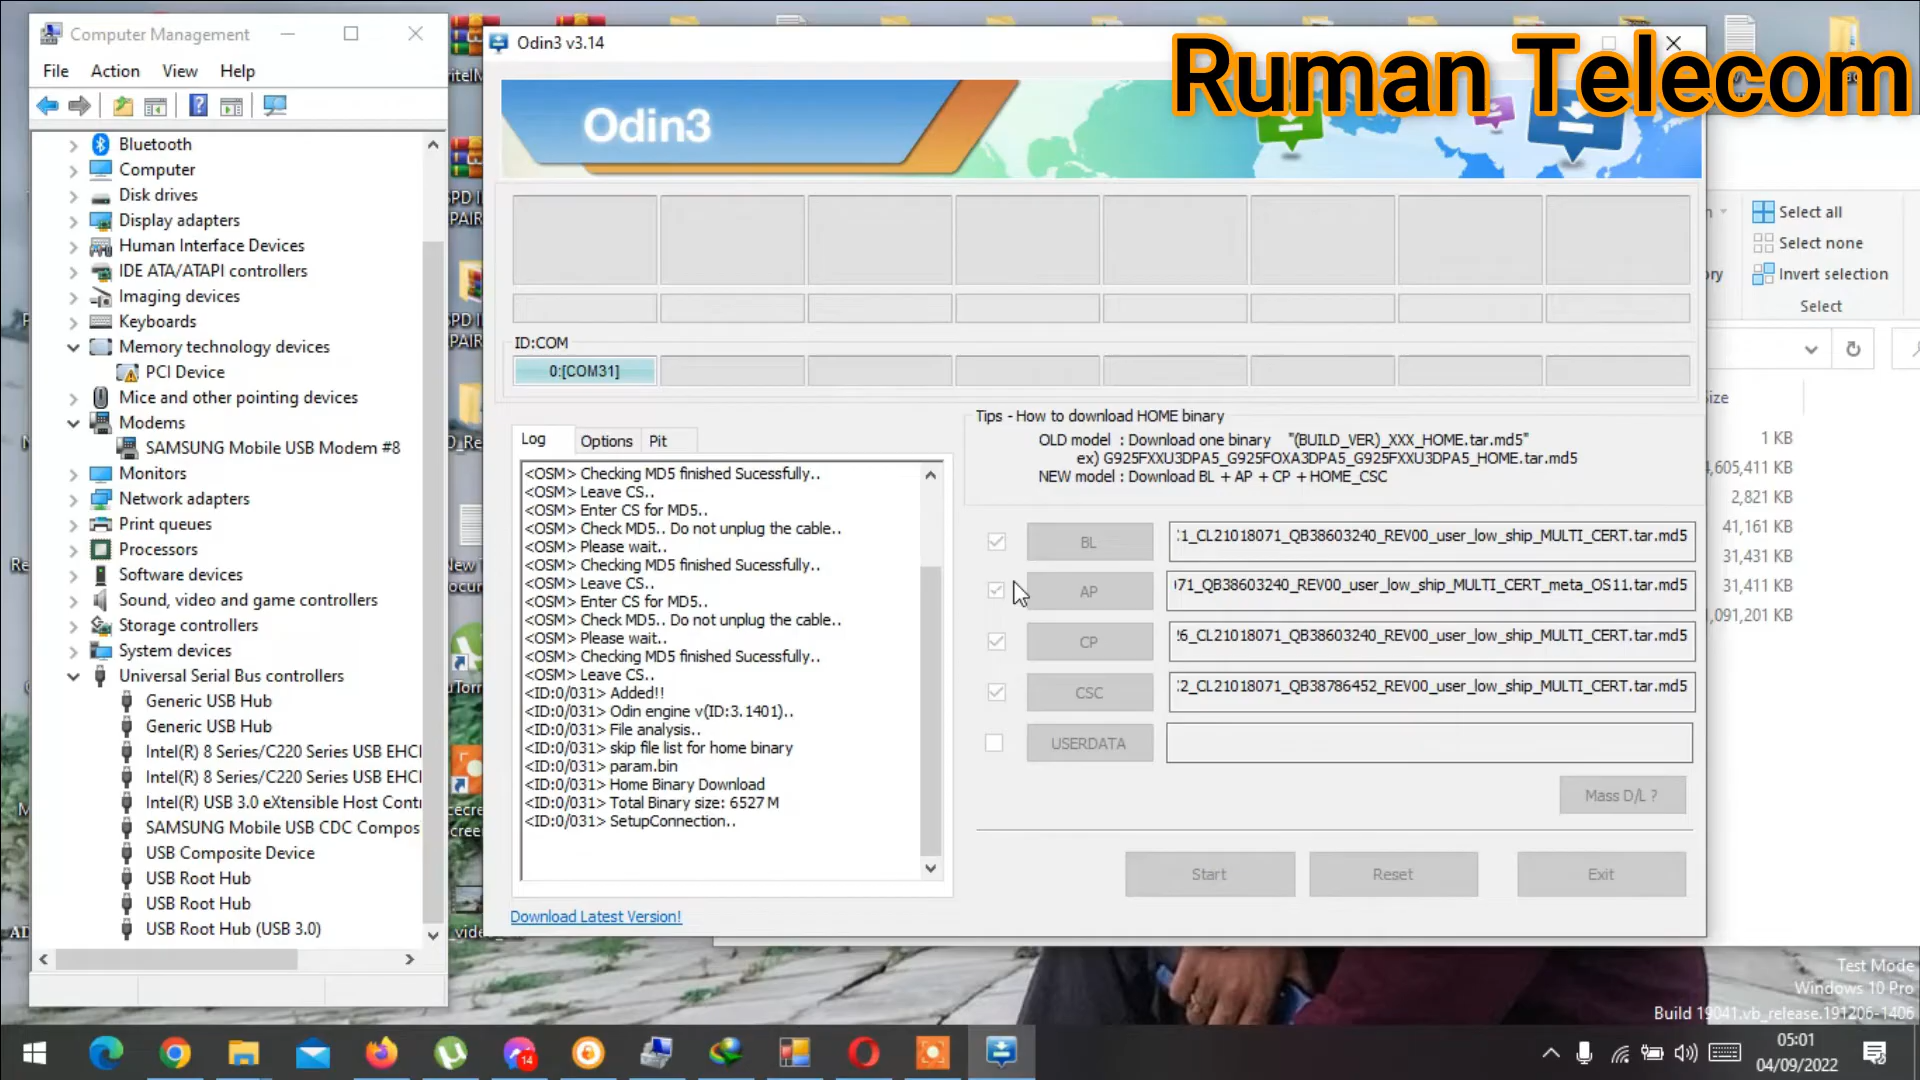 Computer Management
File Action View Help
Bluetooth
Computer
Disk drives
Display adapters
Human Interface Devices
IDE ATA/ATAPI controllers
Imaging devices
Keyboards
Memory technology devices
PCI Device
Mice and other pointing devices
Modems
SAMSUNG Mobile USB Modem #8
Monitors
Network adapters
Print queues
Processors
Software devices
Sound, video and game controllers
Storage controllers
System devices
Universal Serial Bus controllers
Generic USB Hub
Generic USB Hub
Intel(R) 8 Series/C220 Series USB EHCI
Intel(R) 8 Series/C220 Series USB EHCI
Intel(R) USB 3.0 eXtensible Host Contr
SAMSUNG Mobile USB CDC Compos
USB Composite Device
USB Root Hub
USB Root Hub
USB Root Hub (USB 3.0)
Odin3 v3.14
Ruman Telecom
Odin3
ID:COM
0:[COM31]
Log Options Pit
<OSM> Checking MD5 finished Sucessfully..
<OSM> Leave CS..
<OSM> Enter CS for MD5..
<OSM> Check MD5.. Do not unplug the cable..
<OSM> Please wait..
<OSM> Checking MD5 finished Sucessfully..
<OSM> Leave CS..
<OSM> Enter CS for MD5..
<OSM> Check MD5.. Do not unplug the cable..
<OSM> Please wait..
<OSM> Checking MD5 finished Sucessfully..
<OSM> Leave CS..
<ID:0/031> Added!!
<ID:0/031> Odin engine v(ID:3.1401)..
<ID:0/031> File analysis..
<ID:0/031> skip file list for home binary
<ID:0/031> param.bin
<ID:0/031> Home Binary Download
<ID:0/031> Total Binary size: 6527 M
<ID:0/031> SetupConnection..
Download Latest Version!
Tips - How to download HOME binary
OLD model : Download one binary "(BUILD_VER)_XXX_HOME.tar.md5"
ex) G925FXXU3DPA5_G925FOXA3DPA5_G925FXXU3DPA5_HOME.tar.md5
NEW model : Download BL + AP + CP + HOME_CSC
BL 1_CL21018071_QB38603240_REV00_user_low_ship_MULTI_CERT.tar.md5
AP 71_QB38603240_REV00_user_low_ship_MULTI_CERT_meta_OS11.tar.md5
CP 6_CL21018071_QB38603240_REV00_user_low_ship_MULTI_CERT.tar.md5
CSC 2_CL21018071_QB38786452_REV00_user_low_ship_MULTI_CERT.tar.md5
USERDATA
Mass D/L ?
Start Reset Exit
Select all
Select none
Invert selection
Select
1 KB
,605,411 KB
2,821 KB
41,161 KB
31,431 KB
31,411 KB
,091,201 KB
Test Mode
Windows 10 Pro
Build 19041.vb_release.191206-1406
14
05:01
04/09/2022